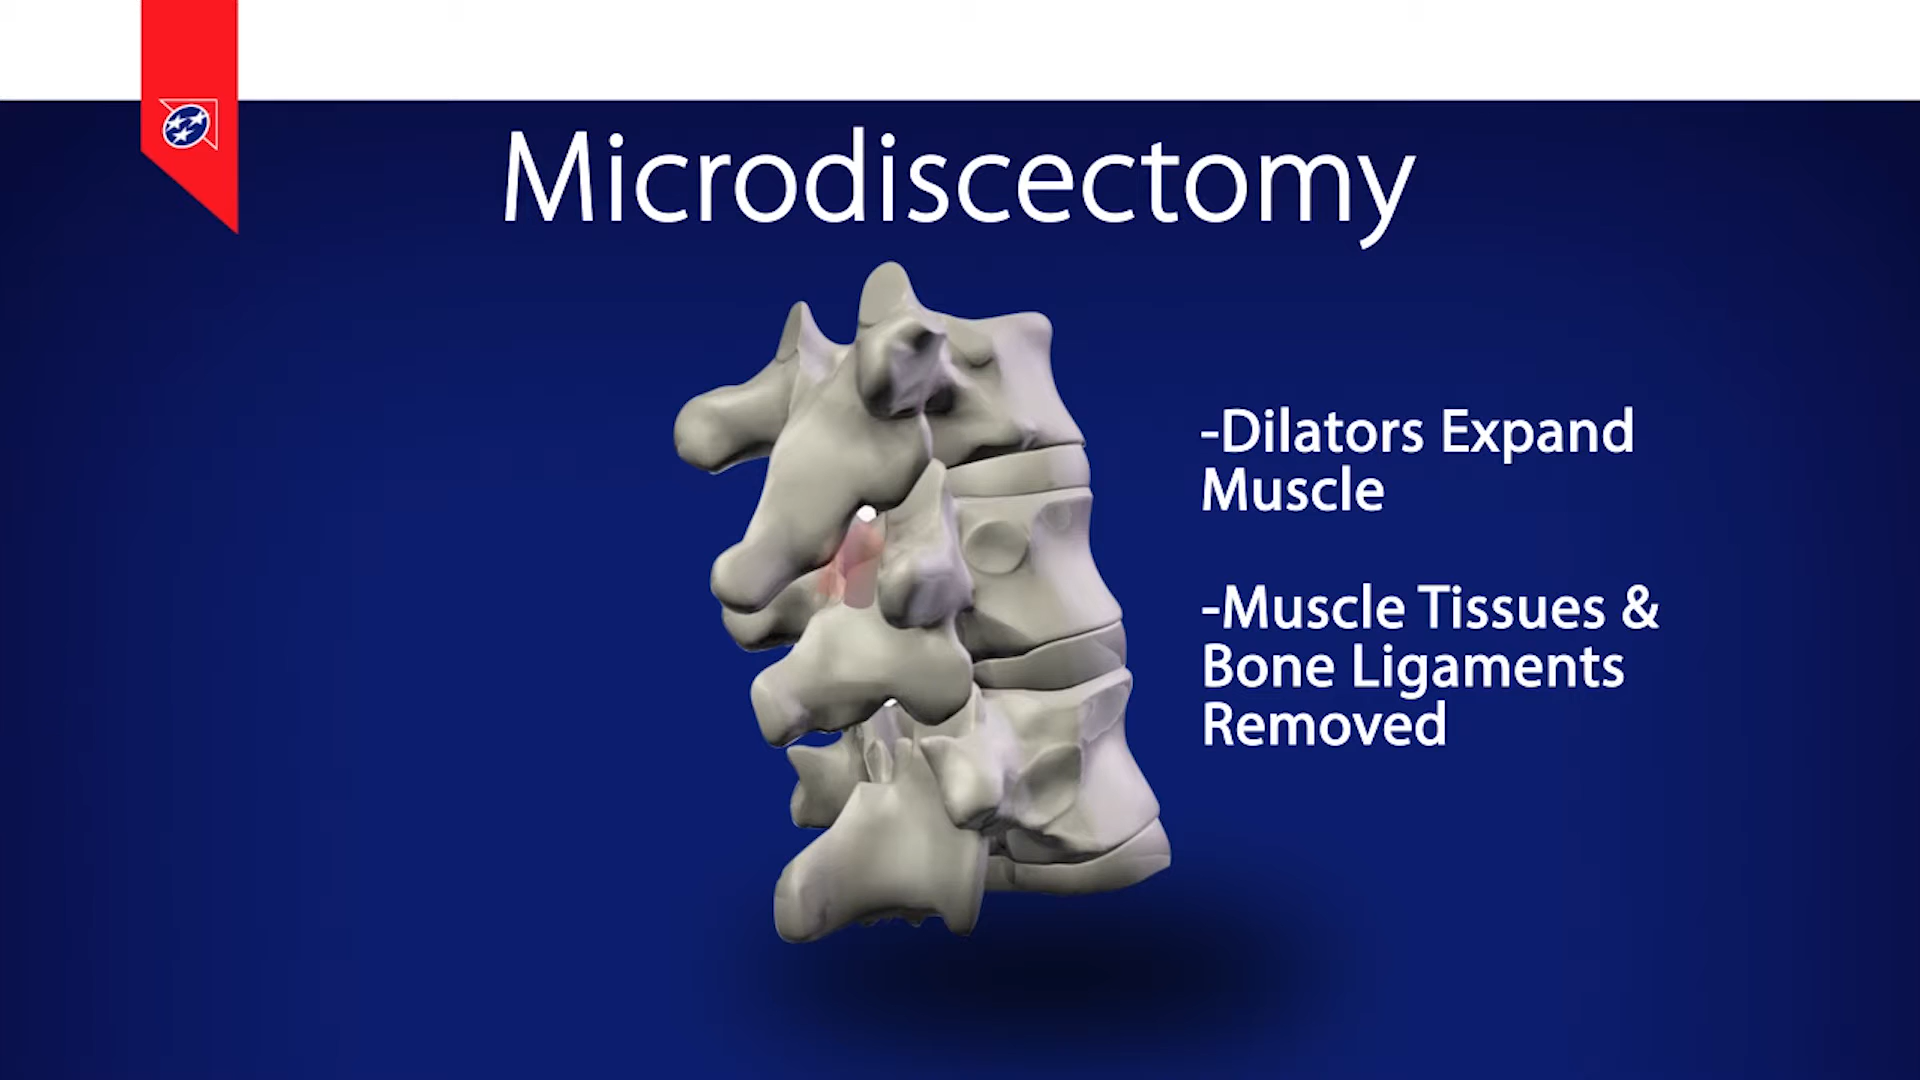 Microdiscectomy
-Dilators Expand
Muscle
-Muscle Tissues &
Bone Ligaments
Removed